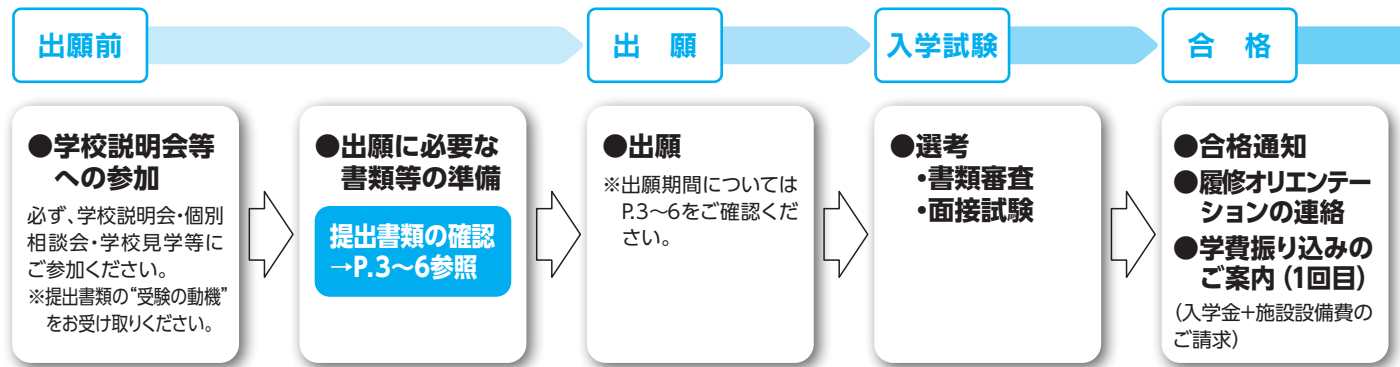 出願前
出　願
入学試験
合　格
●学校説明会等
への参加
必ず、学校説明会・個別
相談会・学校見学等に
ご参加ください。
※提出書類の“受験の動機”
をお受け取りください。
●出願に必要な
書類等の準備
提出書類の確認
→P.3〜6参照
●出願
※出願期間については
P.3〜6をご確認くだ
さい。
●選考
・書類審査
・面接試験
●合格通知
●履修オリエンテー
ションの連絡
●学費振り込みの
ご案内（1回目）
（入学金+施設設備費の
ご請求）